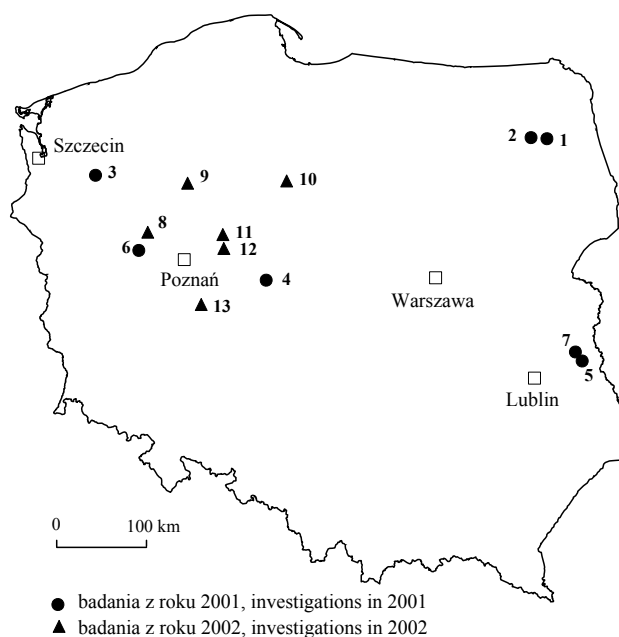 2 1
Szczecin
3
9
10
8
11
6
12
Poznań
4
Warszawa
13
7
5
Lublin
0 100 km
badania z roku 2001, investigations in 2001
badania z roku 2002, investigations in 2002